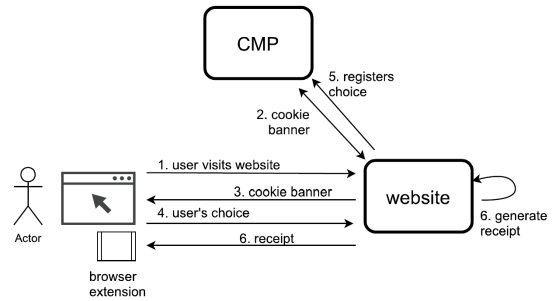 CMP
5. registers
choice
2. cookie
banner
1. user visits website
3. cookie banner
website
4. user's choice
6. generate
receipt
6. receipt
Actor
browser
extension